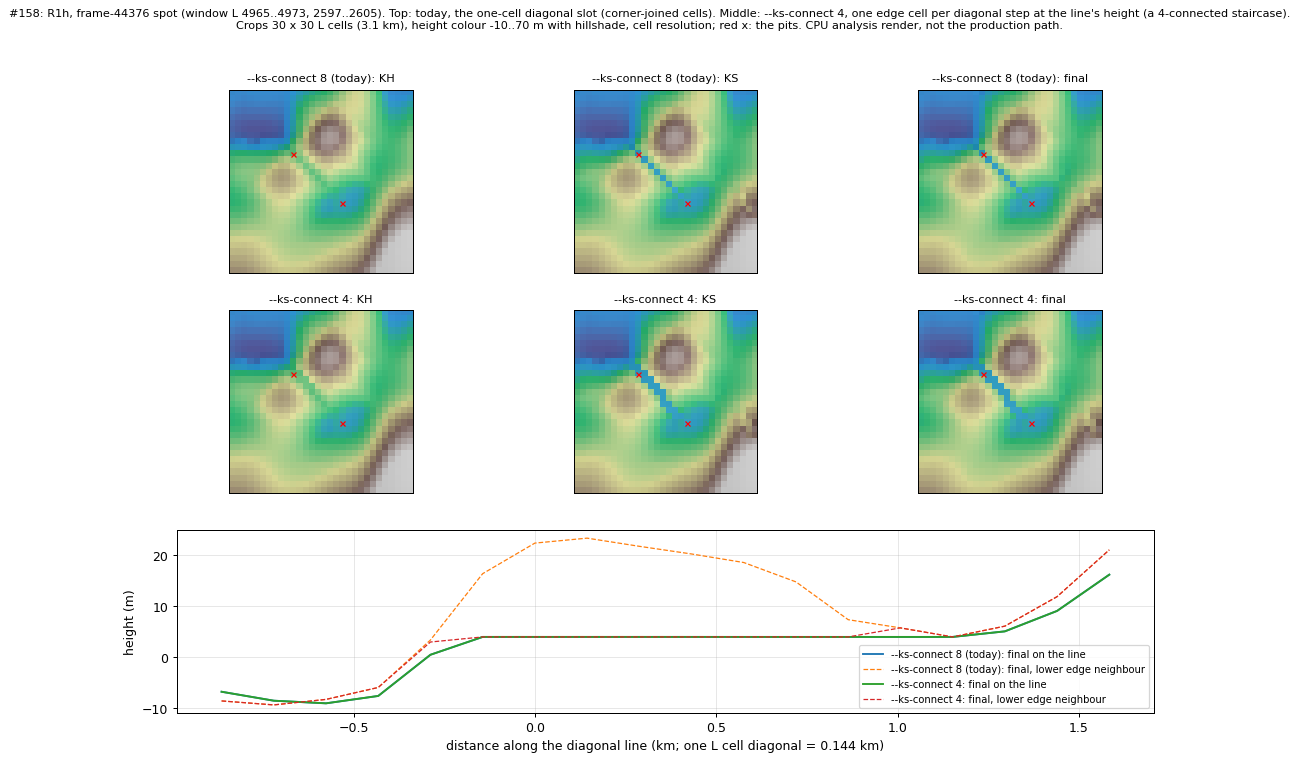 #158: R1h, frame-44376 spot (window L 4965..4973, 2597..2605). Top: today, the one-cell diagonal slot (corner-joined cells). Middle: --ks-connect 4, one edge cell per diagonal step at the line's height (a 4-connected staircase).
Crops 30 x 30 L cells (3.1 km), height colour -10..70 m with hillshade, cell resolution; red x: the pits. CPU analysis render, not the production path.
--ks-connect 8 (today): KH
--ks-connect 8 (today): KS
--ks-connect 8 (today): final
--ks-connect 4: KH
--ks-connect 4: KS
--ks-connect 4: final
height (m)
20
10
0
−10
--ks-connect 8 (today): final on the line
--ks-connect 8 (today): final, lower edge neighbour
--ks-connect 4: final on the line
--ks-connect 4: final, lower edge neighbour
−0.5
0.0
0.5
1.0
1.5
distance along the diagonal line (km; one L cell diagonal = 0.144 km)